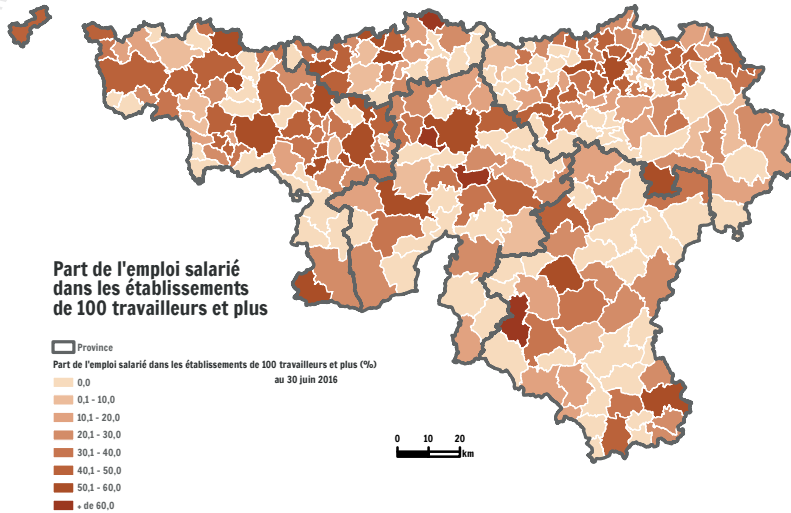 Part de l'emploi salarié
dans les établissements
de 100 travailleurs et plus
Province
Part de l'emploi salarié dans les établissements de 100 travailleurs et plus (%)
au 30 juin 2016
0,0
0,1 - 10,0
10,1 - 20,0
20,1 - 30,0
30,1 - 40,0
40,1 - 50,0
50,1 - 60,0
+ de 60,0
0 10 20
km